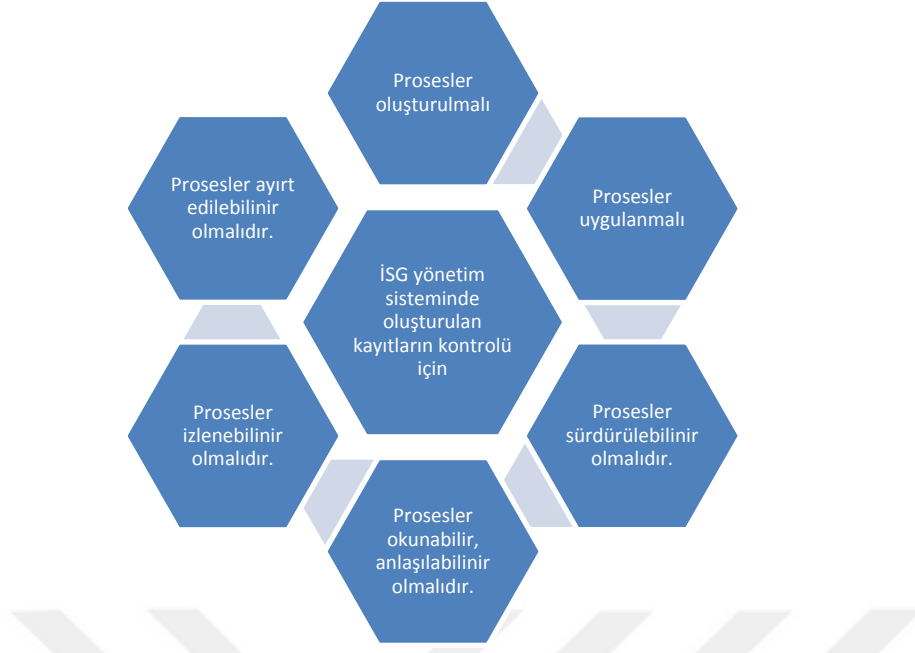 Prosesler
oluşturulmalı
Prosesler
uygulanmalı
Prosesler
sürdürülebilinir
olmalıdır.
Prosesler
okunabilir,
anlaşılabilinir
olmalıdır.
Prosesler
izlenebilinir
olmalıdır.
Prosesler ayırt
edilebilinir
olmalıdır.
İSG yönetim
sisteminde
oluşturulan
kayıtların kontrolü
için